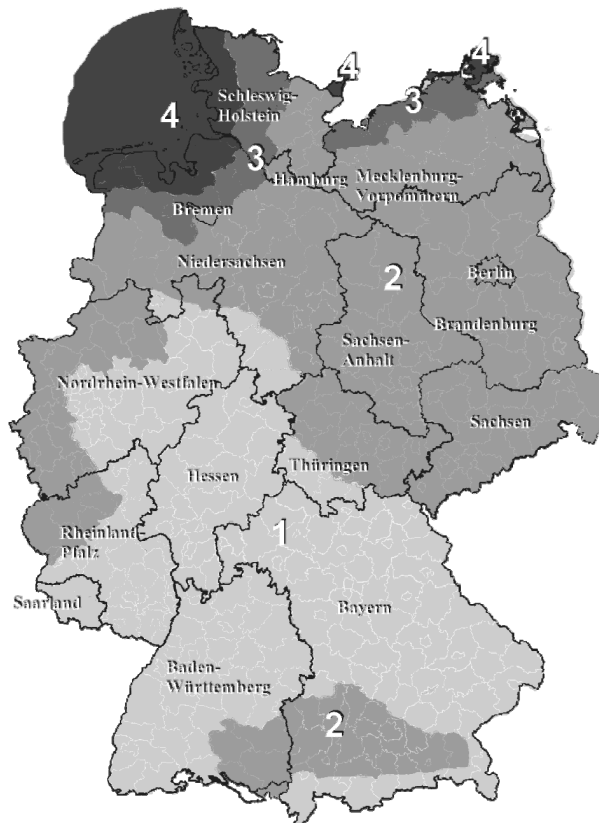 4
4
4
3
Schleswig-
Holstein
3
Hamburg
Mecklenburg-
Vorpommern
Bremen
Niedersachsen
2
Berlin
Brandenburg
Sachsen-
Anhalt
Nordrhein-Westfalen
Sachsen
Hessen
Thüringen
1
Rheinland-
Pfalz
Saarland
Bayern
Baden-
Württemberg
2